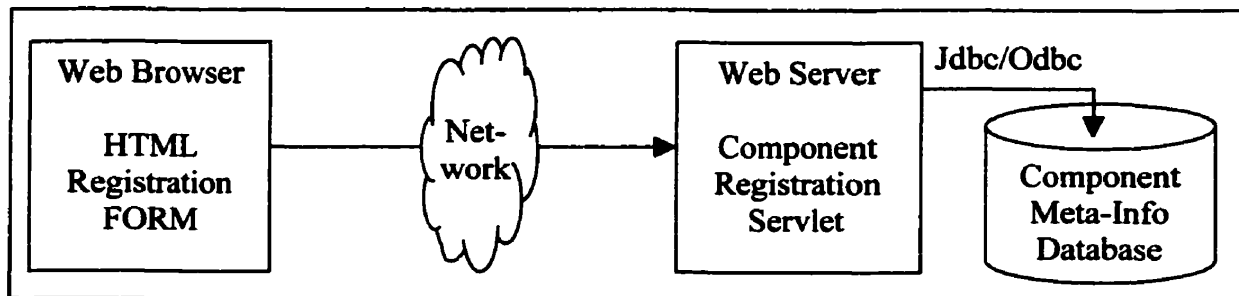 Web Browser
HTML
Registration
FORM
Net-
work
Web Server
Component
Registration
Servlet
Jdbc/Odbc
Component
Meta-Info
Database